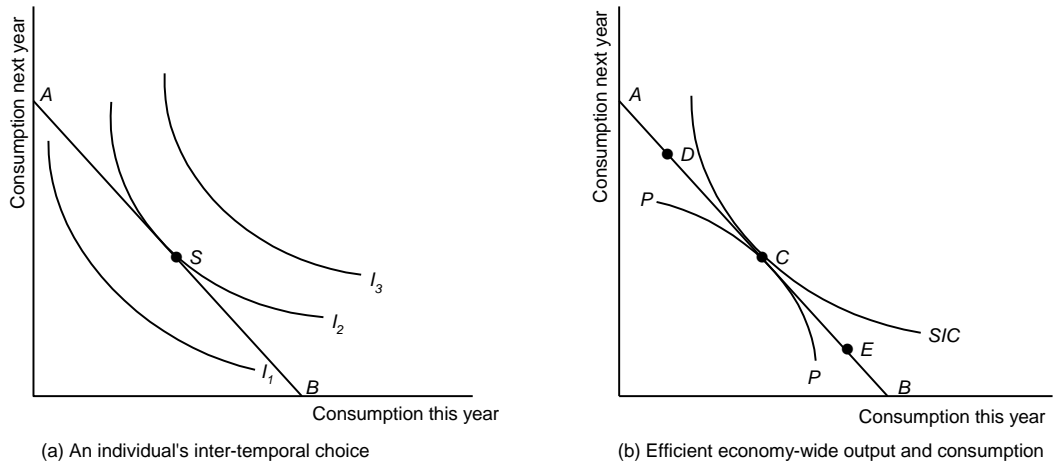 Consumption next year
A
S
I3
I2
I1
B
Consumption this year
(a) An individual's inter-temporal choice
Consumption next year
A
D
P
C
SIC
E
P
B
Consumption this year
(b) Efficient economy-wide output and consumption